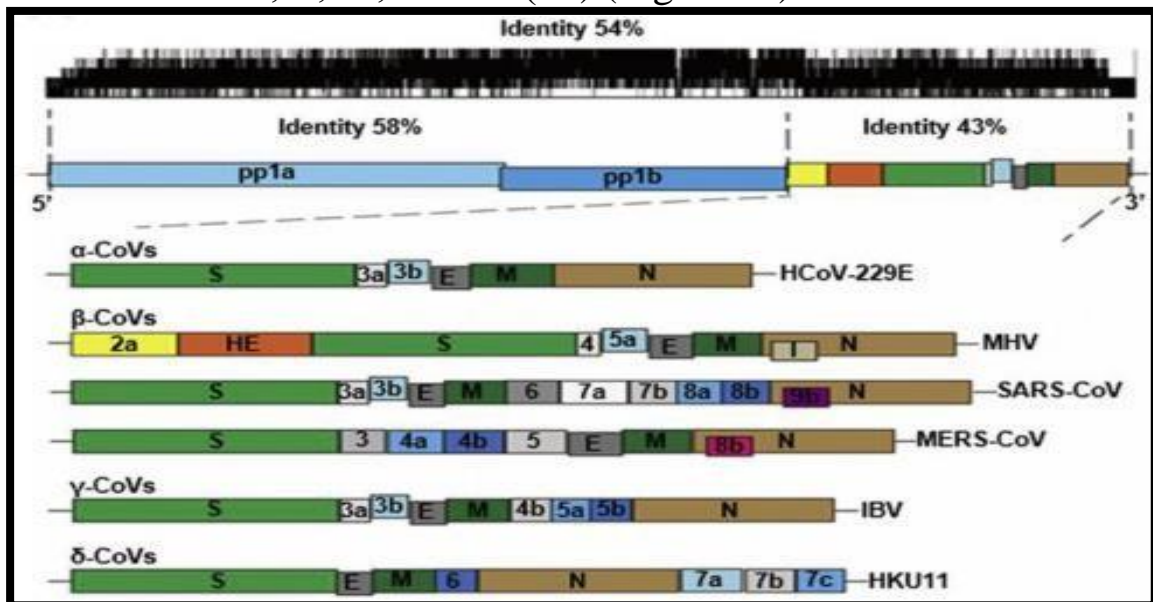 Identity 54%
Identity 58% Identity 43%
pp1a pp1b
5' 3'
α-CoVs
S 3a 3b E M N HCoV-229E
β-CoVs
2a HE S 4 5a E M I N MHV
S 3a 3b E M 6 7a 7b 8a 8b 9b N SARS-CoV
S 3 4a 4b 5 E M 8b N MERS-CoV
γ-CoVs
S 3a 3b E M 4b 5a 5b N IBV
δ-CoVs
S E M 6 N 7a 7b 7c HKU11